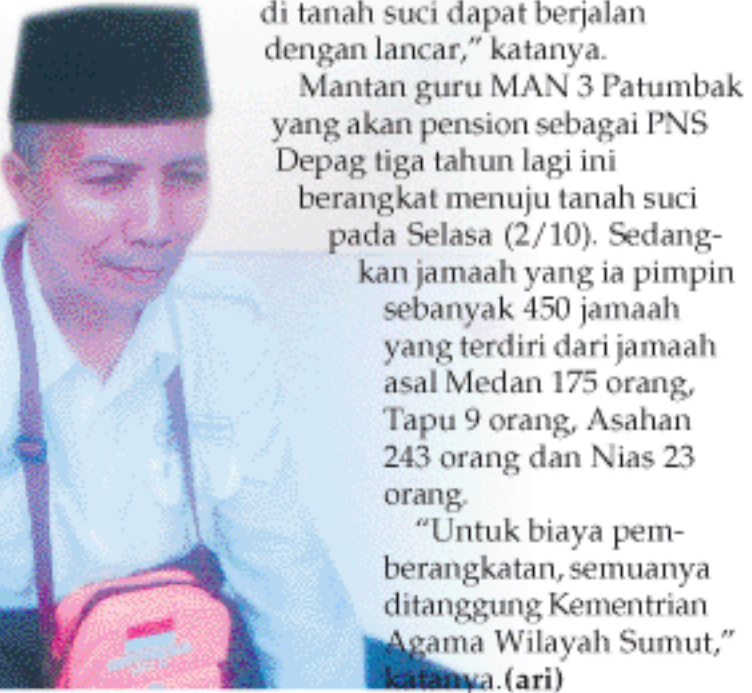 di tanah suci dapat berjalan
dengan lancar,” katanya.
Mantan guru MAN 3 Patumbak
yang akan pension sebagai PNS
Depag tiga tahun lagi ini
berangkat menuju tanah suci
pada Selasa (2/10). Sedang-
kan jamaah yang ia pimpin
sebanyak 450 jamaah
yang terdiri dari jamaah
asal Medan 175 orang,
Tapu 9 orang, Asahan
243 orang dan Nias 23
orang.
“Untuk biaya pem-
berangkatan, semuanya
ditanggung Kementrian
Agama Wilayah Sumut,”
katanya.(ari)